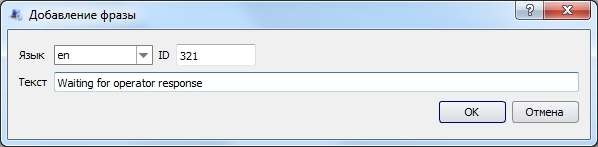 Добавление фразы
Язык en ID 321
Текст Waiting for operator response
OK Отмена